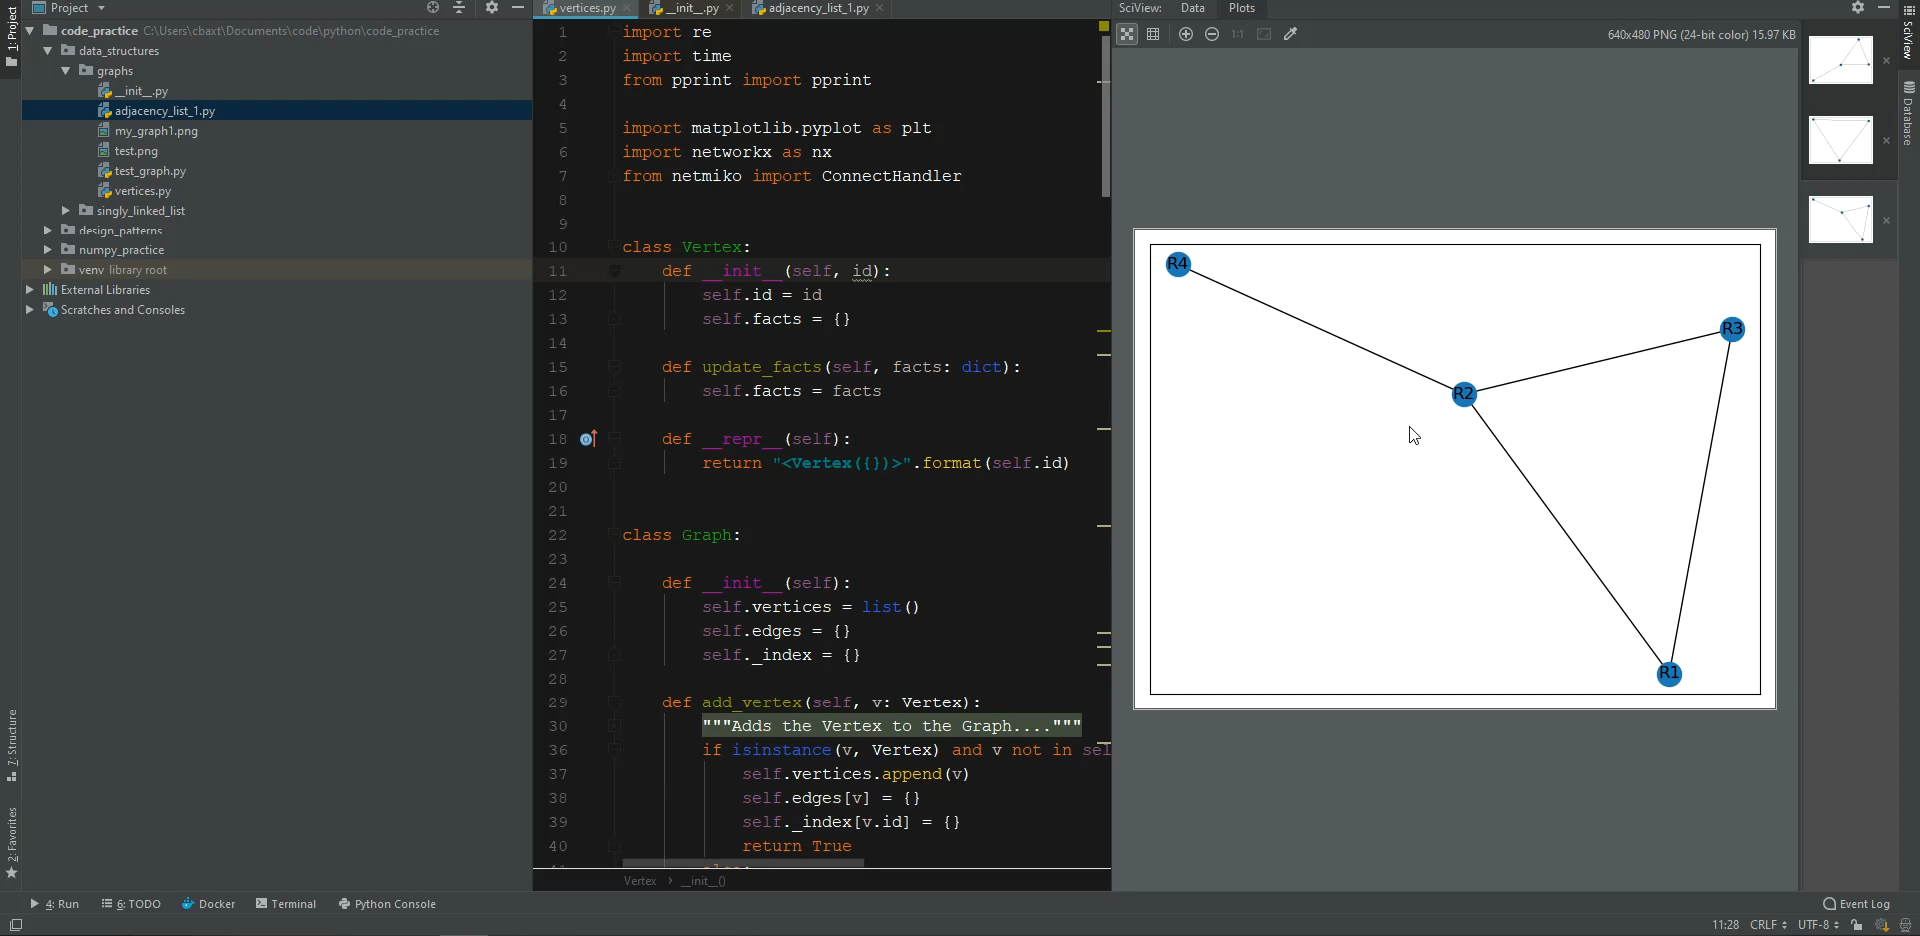 Project
code_practice C:\Users\cbaxt\Documents\code\python\code_practice
data_structures
graphs
__init__.py
adjacency_list_1.py
my_graph1.png
test.png
test_graph.py
vertices.py
singly_linked_list
design_patterns
numpy_practice
venv library root
External Libraries
Scratches and Consoles
1: Project
7: Structure
2: Favorites
vertices.py
__init__.py
adjacency_list_1.py
1 import re
2 import time
3 from pprint import pprint
4
5 import matplotlib.pyplot as plt
6 import networkx as nx
7 from netmiko import ConnectHandler
8
9
10 class Vertex:
11 def __init__(self, id):
12 self.id = id
13 self.facts = {}
14
15 def update_facts(self, facts: dict):
16 self.facts = facts
17
18 def __repr__(self):
19 return "<Vertex({})>".format(self.id)
20
21
22 class Graph:
23
24 def __init__(self):
25 self.vertices = list()
26 self.edges = {}
27 self._index = {}
28
29 def add_vertex(self, v: Vertex):
30 """Adds the Vertex to the Graph...."""
36 if isinstance(v, Vertex) and v not in sel
37 self.vertices.append(v)
38 self.edges[v] = {}
39 self._index[v.id] = {}
40 return True
Vertex › __init__()
SciView: Data Plots
1:1
640x480 PNG (24-bit color) 15.97 KB
R4
R3
R2
R1
SciView
Database
4: Run
6: TODO
Docker
Terminal
Python Console
Event Log
11:28 CRLF UTF-8